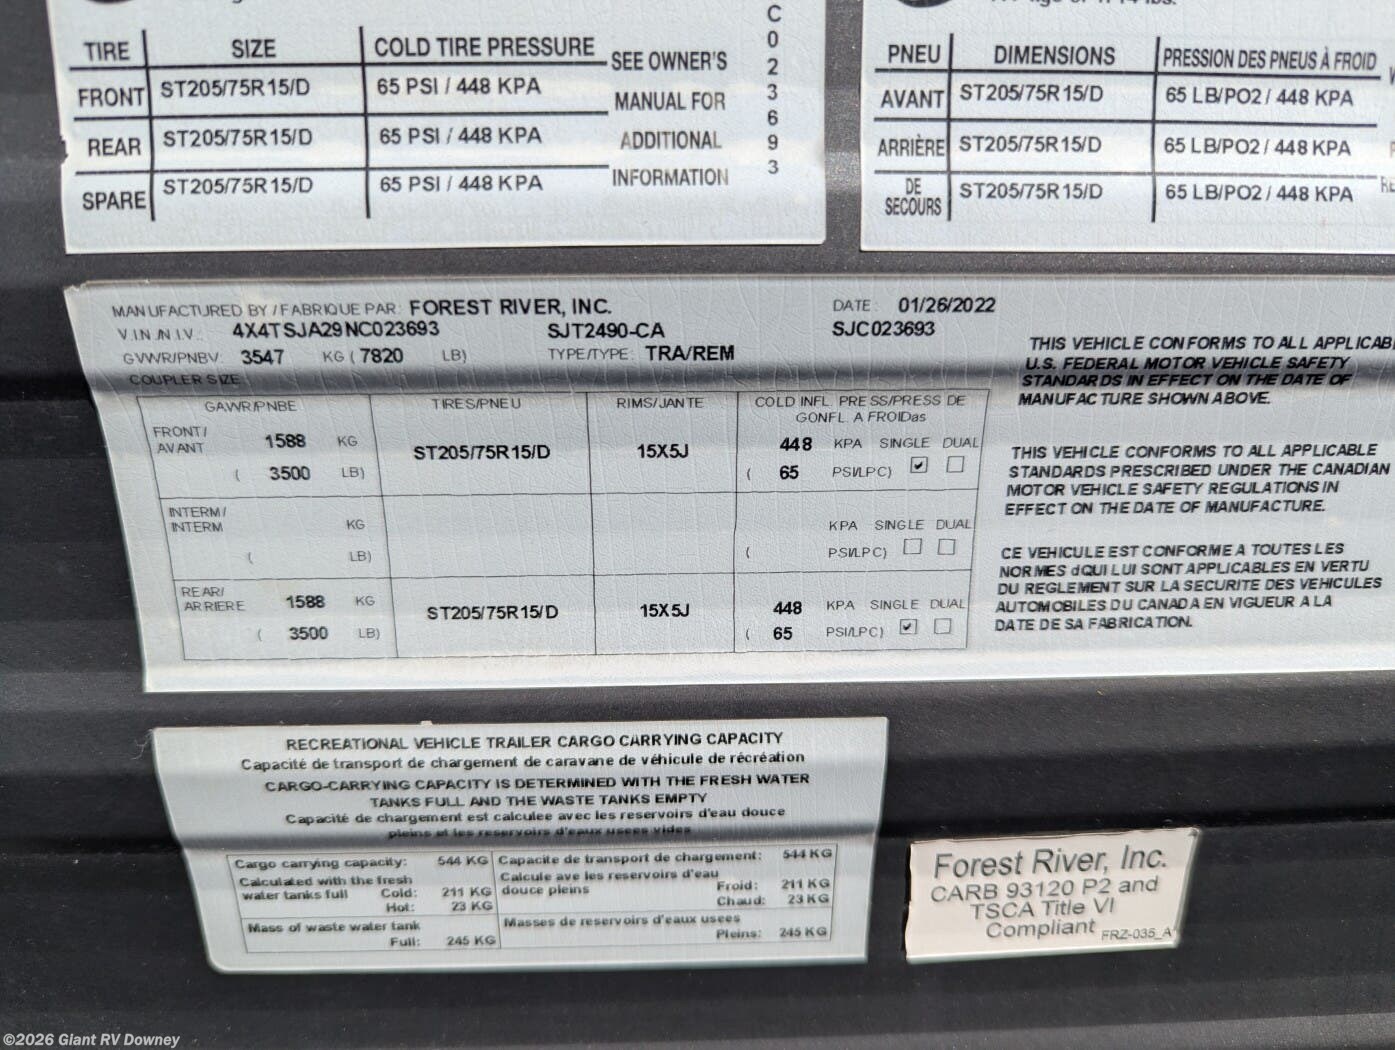 TIRE SIZE COLD TIRE PRESSURE SEE OWNER'S MANUAL FOR ADDITIONAL INFORMATION
FRONT ST205/75R15/D 65 PSI / 448 KPA
REAR ST205/75R15/D 65 PSI / 448 KPA
SPARE ST205/75R15/D 65 PSI / 448 KPA
C023693
PNEU DIMENSIONS PRESSION DES PNEUS À FROID
AVANT ST205/75R15/D 65 LB/PO2 / 448 KPA
ARRIÈRE ST205/75R15/D 65 LB/PO2 / 448 KPA
DE SECOURS ST205/75R15/D 65 LB/PO2 / 448 KPA
MANUFACTURED BY / FABRIQUE PAR: FOREST RIVER, INC. DATE: 01/26/2022
V.I.N./N.I.V.: 4X4TSJA29NC023693 SJT2490-CA SJC023693
GVWR/PNBV: 3547 KG ( 7820 LB) TYPE/TYPE: TRA/REM
COUPLER SIZE
GAWR/PNBE TIRES/PNEU RIMS/JANTE COLD INFL. PRESS/PRESS DE
GONFL. A FROIDas
FRONT/
AVANT 1588 KG ST205/75R15/D 15X5J 448 KPA SINGLE DUAL
( 3500 LB) ( 65 PSI/LPC)
INTERM/
INTERM KG KPA SINGLE DUAL
( LB) ( PSI/LPC)
REAR/
ARRIERE 1588 KG ST205/75R15/D 15X5J 448 KPA SINGLE DUAL
( 3500 LB) ( 65 PSI/LPC)
THIS VEHICLE CONFORMS TO ALL
U.S. FEDERAL MOTOR VEHICLE SAFETY
STANDARDS IN EFFECT ON THE DATE OF
MANUFACTURE SHOWN ABOVE.
THIS VEHICLE CONFORMS TO ALL APPLICABLE
STANDARDS PRESCRIBED UNDER THE CANADIAN
MOTOR VEHICLE SAFETY REGULATIONS IN
EFFECT ON THE DATE OF MANUFACTURE.
CE VEHICULE EST CONFORME A TOUTES LES
NORMES dQUI LUI SONT APPLICABLES EN VERTU
DU REGLEMENT SUR LA SECURITE DES VEHICULES
AUTOMOBILES DU CANADA EN VIGUEUR A LA
DATE DE SA FABRICATION.
RECREATIONAL VEHICLE TRAILER CARGO CARRYING CAPACITY
Capacité de transport de chargement de caravane de véhicule de récréation
CARGO-CARRYING CAPACITY IS DETERMINED WITH THE FRESH WATER
TANKS FULL AND THE WASTE TANKS EMPTY
Capacité de chargement est calculee avec les reservoirs d'eau douce
pleins et les reservoirs d'eaux usees vides
Cargo carrying capacity: 544 KG Capacite de transport de chargement: 544 KG
Calculated with the fresh
water tanks full Cold: 211 KG
Hot: 23 KG
Calcule ave les reservoirs d'eau
douce pleins Froid: 211 KG
Chaud: 23 KG
Mass of waste water tank
Full: 245 KG
Masses de reservoirs d'eaux usees
Pleins: 245 KG
Forest River, Inc.
CARB 93120 P2 and
TSCA Title VI
Compliant FRZ-035_A
©2026 Giant RV Downey